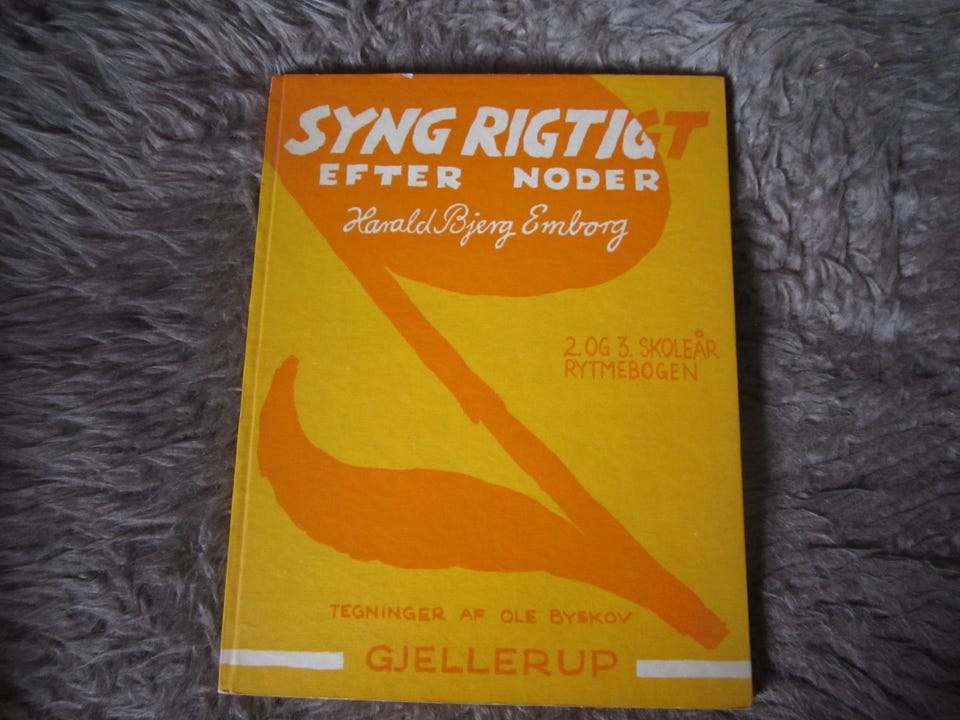 SYNG RIGTIGT
EFTER NODER
Harald Bjerg Emborg
2. OG 3. SKOLEÅR
RYTMEBOGEN
TEGNINGER AF OLE BYSKOV
GJELLERUP